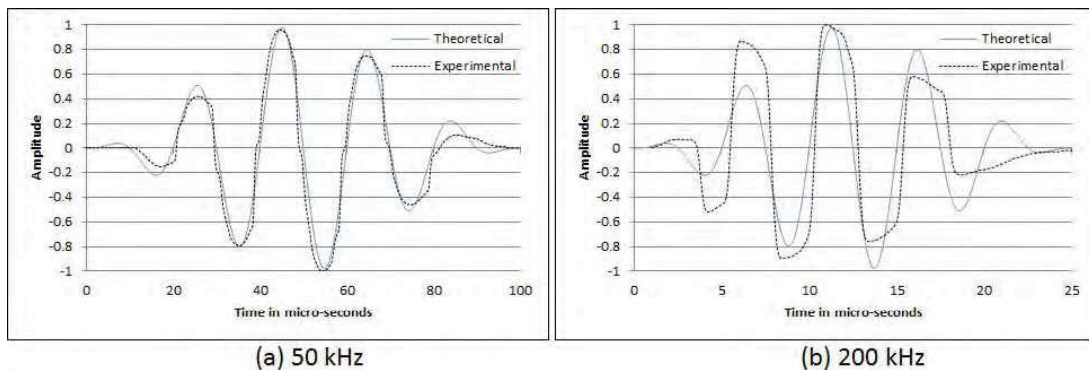 1
0.8
0.6
0.4
0.2
0
-0.2
-0.4
-0.6
-0.8
-1
Amplitude
Theoretical
Experimental
0 20 40 60 80 100
Time in micro-seconds
(a) 50 kHz
1
0.8
0.6
0.4
0.2
0
-0.2
-0.4
-0.6
-0.8
-1
Amplitude
Theoretical
Experimental
0 5 10 15 20 25
Time in micro-seconds
(b) 200 kHz